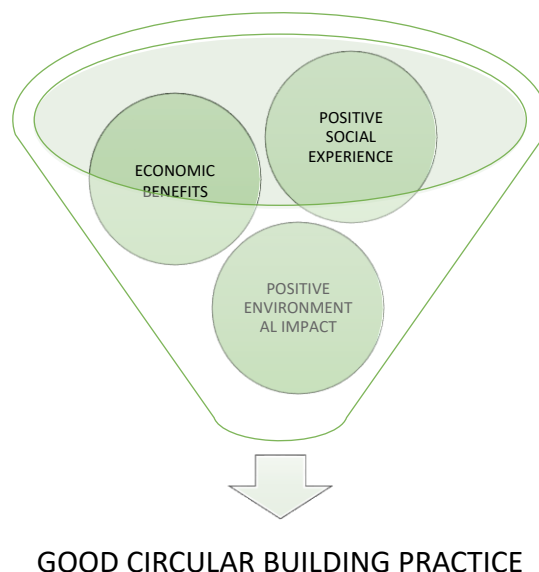 POSITIVE
SOCIAL
EXPERIENCE
ECONOMIC
BENEFITS
POSITIVE
ENVIRONMENT
AL IMPACT
GOOD CIRCULAR BUILDING PRACTICE